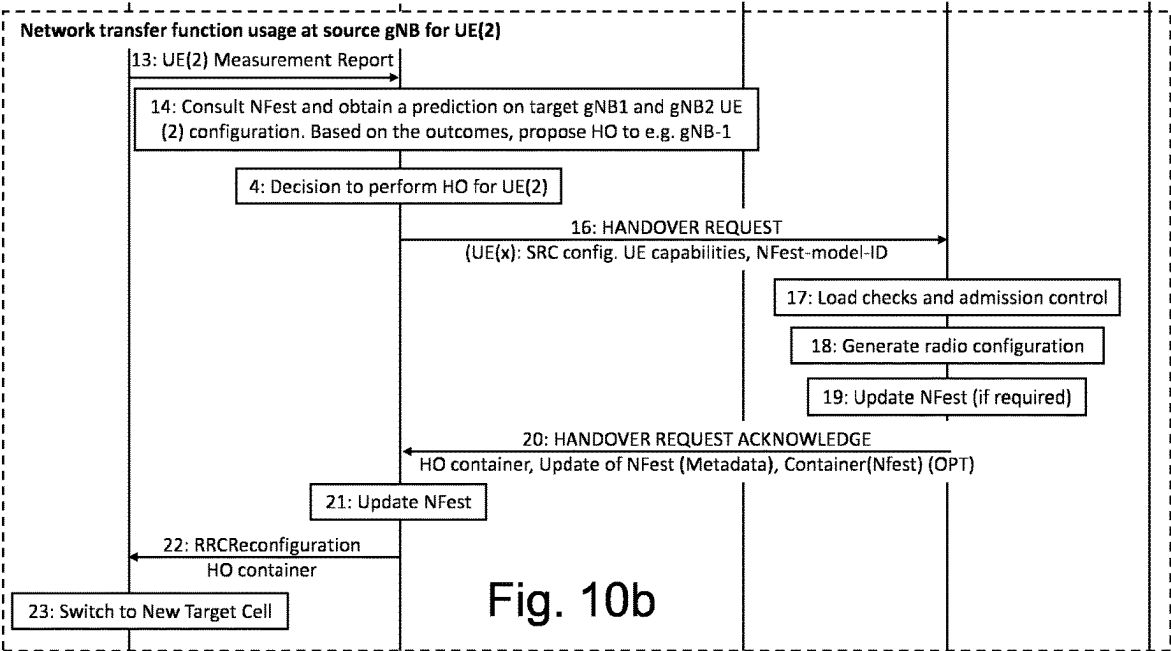 Network transfer function usage at source gNB for UE(2)
13: UE(2) Measurement Report
14: Consult NFest and obtain a prediction on target gNB1 and gNB2 UE
(2) configuration. Based on the outcomes, propose HO to e.g. gNB-1
4: Decision to perform HO for UE(2)
16: HANDOVER REQUEST
(UE(x): SRC config. UE capabilities, NFest-model-ID
17: Load checks and admission control
18: Generate radio configuration
19: Update NFest (if required)
20: HANDOVER REQUEST ACKNOWLEDGE
HO container, Update of NFest (Metadata), Container(Nfest) (OPT)
21: Update NFest
22: RRCReconfiguration
HO container
23: Switch to New Target Cell
Fig. 10b